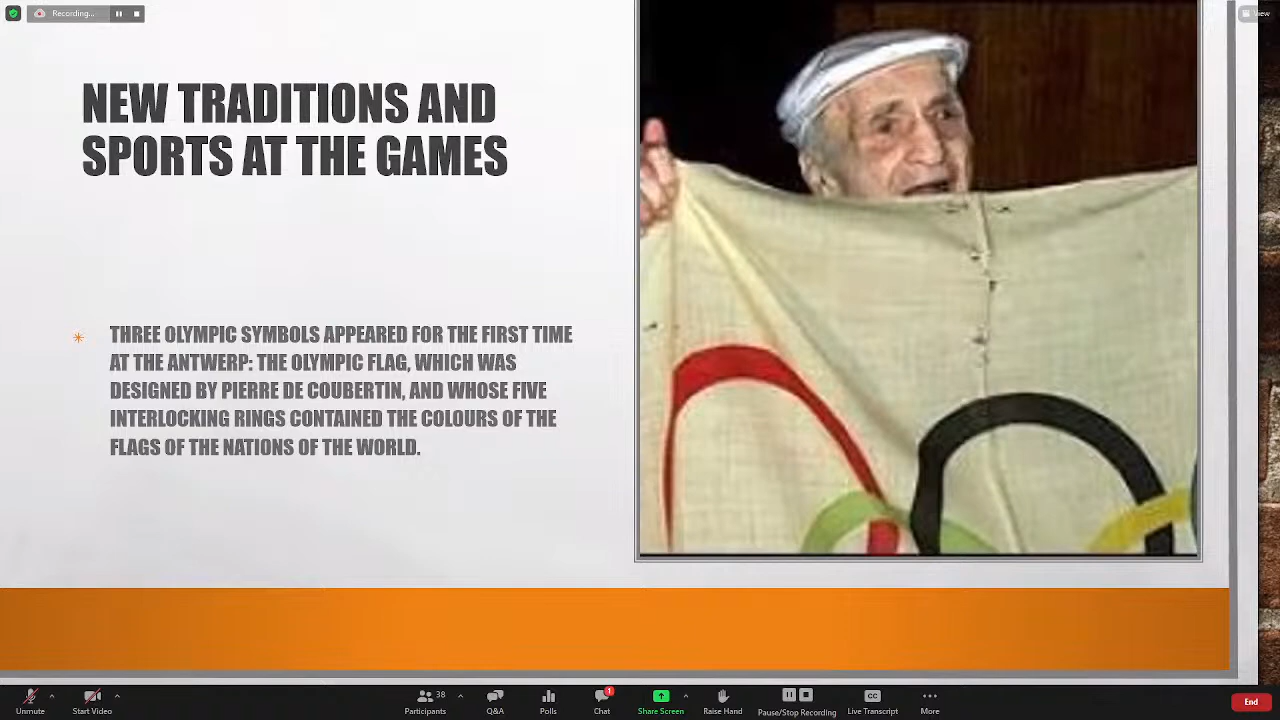 Recording...
View
NEW TRADITIONS AND
SPORTS AT THE GAMES
THREE OLYMPIC SYMBOLS APPEARED FOR THE FIRST TIME
AT THE ANTWERP: THE OLYMPIC FLAG, WHICH WAS
DESIGNED BY PIERRE DE COUBERTIN, AND WHOSE FIVE
INTERLOCKING RINGS CONTAINED THE COLOURS OF THE
FLAGS OF THE NATIONS OF THE WORLD.
38
CC
1
Unmute
Start Video
Participants
Q&A
Polls
Chat
Share Screen
Raise Hand
Pause/Stop Recording
Live Transcript
More
End